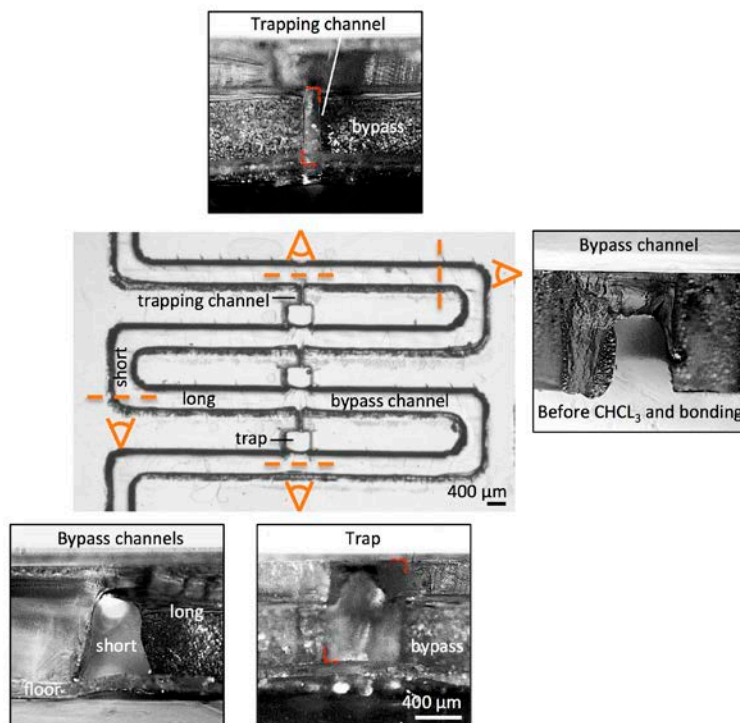 Trapping channel
bypass
trapping channel
short
long
bypass channel
trap
400 µm
Bypass channel
Before CHCL₃ and bonding
Bypass channels
long
short
floor
Trap
bypass
400 µm